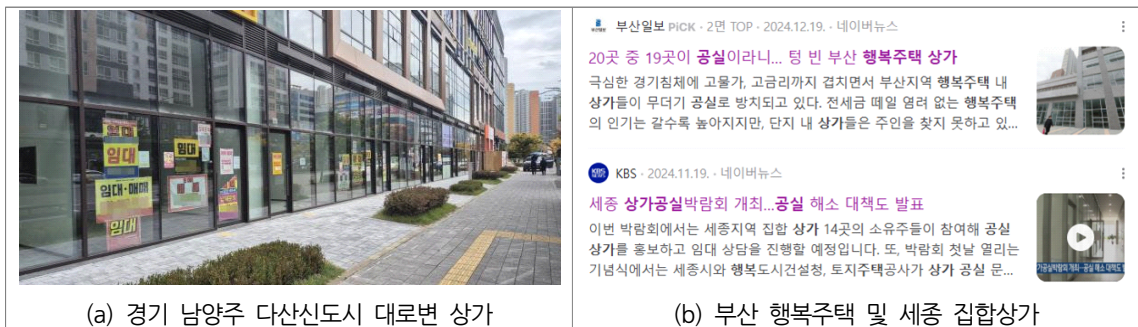 임대
임대
임대
임대·매매
임대
(a) 경기 남양주 다산신도시 대로변 상가
부산일보 PiCK · 2면 TOP · 2024.12.19. · 네이버뉴스
20곳 중 19곳이 공실이라니... 텅 빈 부산 행복주택 상가
극심한 경기침체에 고물가, 고금리까지 겹치면서 부산지역 행복주택 내
상가들이 무더기 공실로 방치되고 있다. 전세금 떼일 염려 없는 행복주택
의 인기는 갈수록 높아지지만, 단지 내 상가들은 주인을 찾지 못하고 있...
KBS · 2024.11.19. · 네이버뉴스
세종 상가공실박람회 개최...공실 해소 대책도 발표
이번 박람회에서는 세종지역 집합 상가 14곳의 소유주들이 참여해 공실
상가를 홍보하고 임대 상담을 진행할 예정입니다. 또, 박람회 첫날 열리는
기념식에서는 세종시와 행복도시건설청, 토지주택공사가 상가 공실 문...
(b) 부산 행복주택 및 세종 집합상가